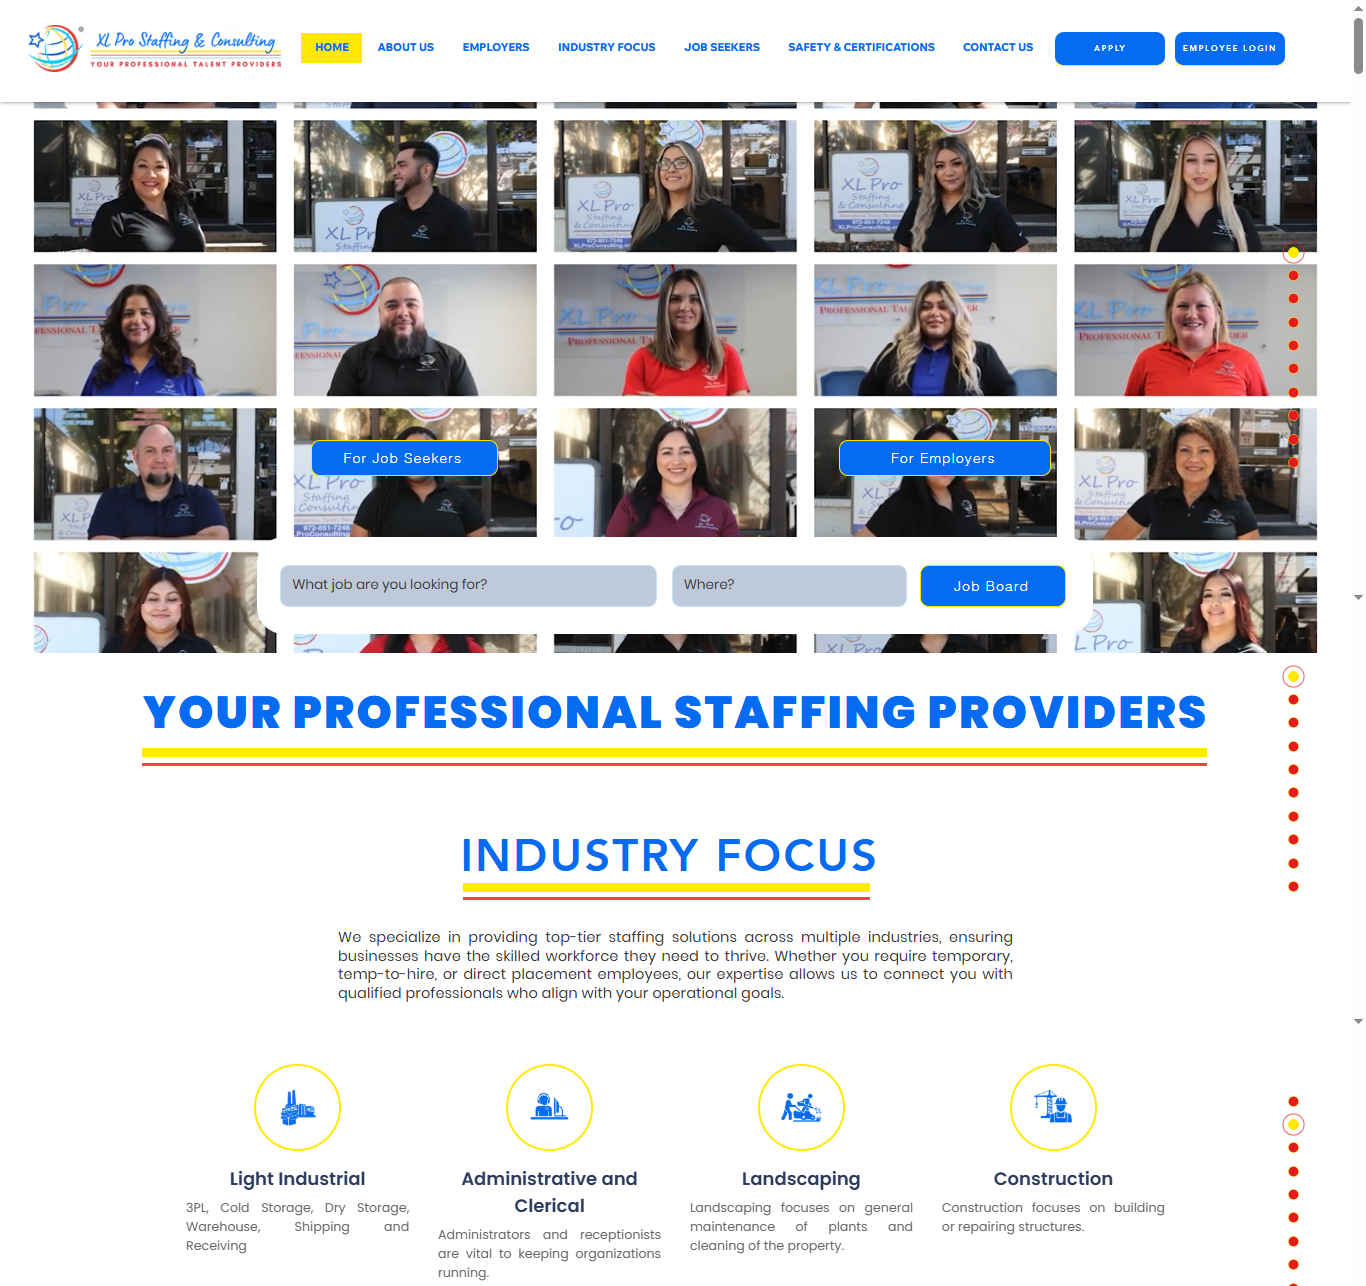 XL Pro Staffing & Consulting
YOUR PROFESSIONAL TALENT PROVIDERS
HOME
ABOUT US
EMPLOYERS
INDUSTRY FOCUS
JOB SEEKERS
SAFETY & CERTIFICATIONS
CONTACT US
APPLY
EMPLOYEE LOGIN
XL Pro
Staffing
& Consulting
972-851-7248
For Job Seekers
For Employers
What job are you looking for?
Where?
Job Board
YOUR PROFESSIONAL STAFFING PROVIDERS
INDUSTRY FOCUS
We specialize in providing top-tier staffing solutions across multiple industries, ensuring
businesses have the skilled workforce they need to thrive. Whether you require temporary,
temp-to-hire, or direct placement employees, our expertise allows us to connect you with
qualified professionals who align with your operational goals.
Light Industrial
3PL, Cold Storage, Dry Storage,
Warehouse, Shipping and
Receiving
Administrative and
Clerical
Administrators and receptionists
are vital to keeping organizations
running.
Landscaping
Landscaping focuses on general
maintenance of plants and
cleaning of the property.
Construction
Construction focuses on building
or repairing structures.